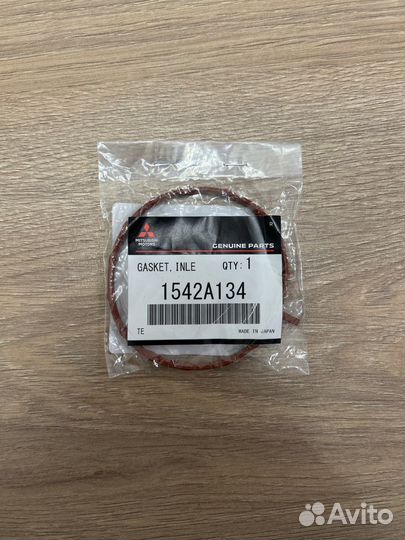 MITSUBISHI
MOTORS
GENUINE PARTS
GASKET, INLE QTY: 1
1542A134
TE MADE IN JAPAN
Avito